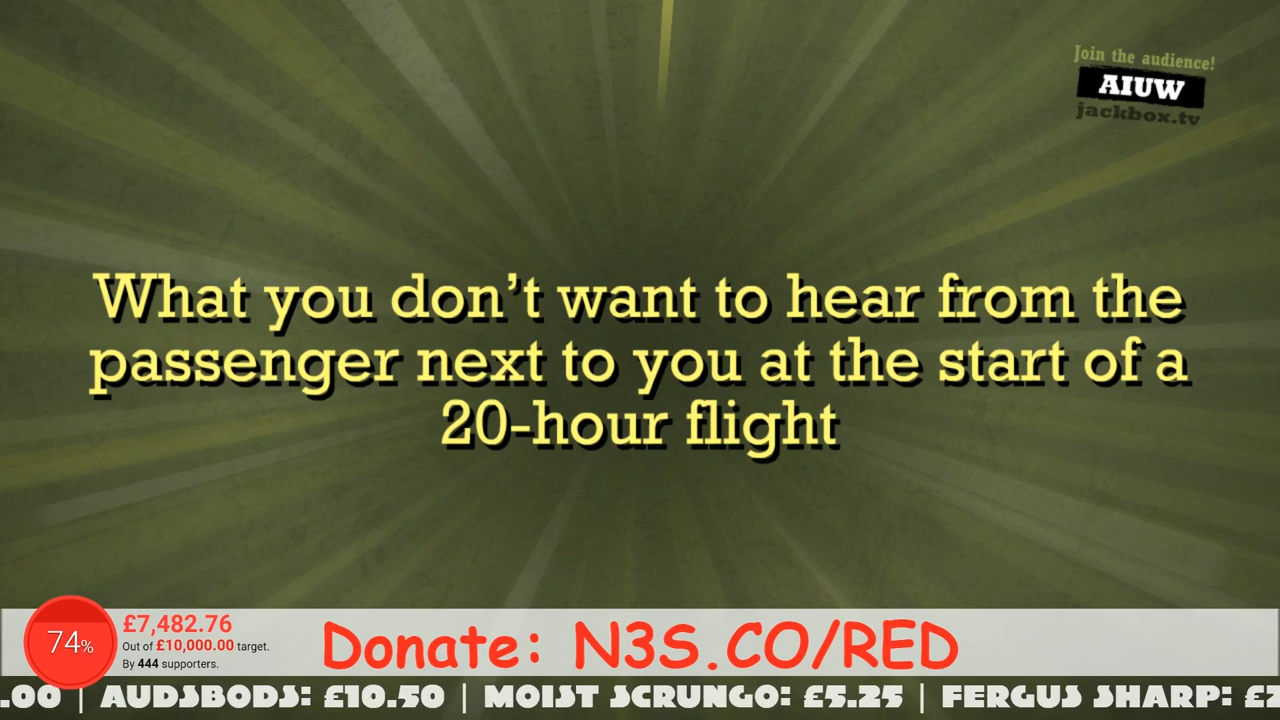 Join the audience!
AIUW
jackbox.tv
What you don't want to hear from the
passenger next to you at the start of a
20-hour flight
74%
£7,482.76
Out of £10,000.00 target.
By 444 supporters.
Donate: N3S.CO/RED
.00 | AUDSBODS: £10.50 | MOIST SCRUNGO: £5.25 | FERGUS SHARP: £2